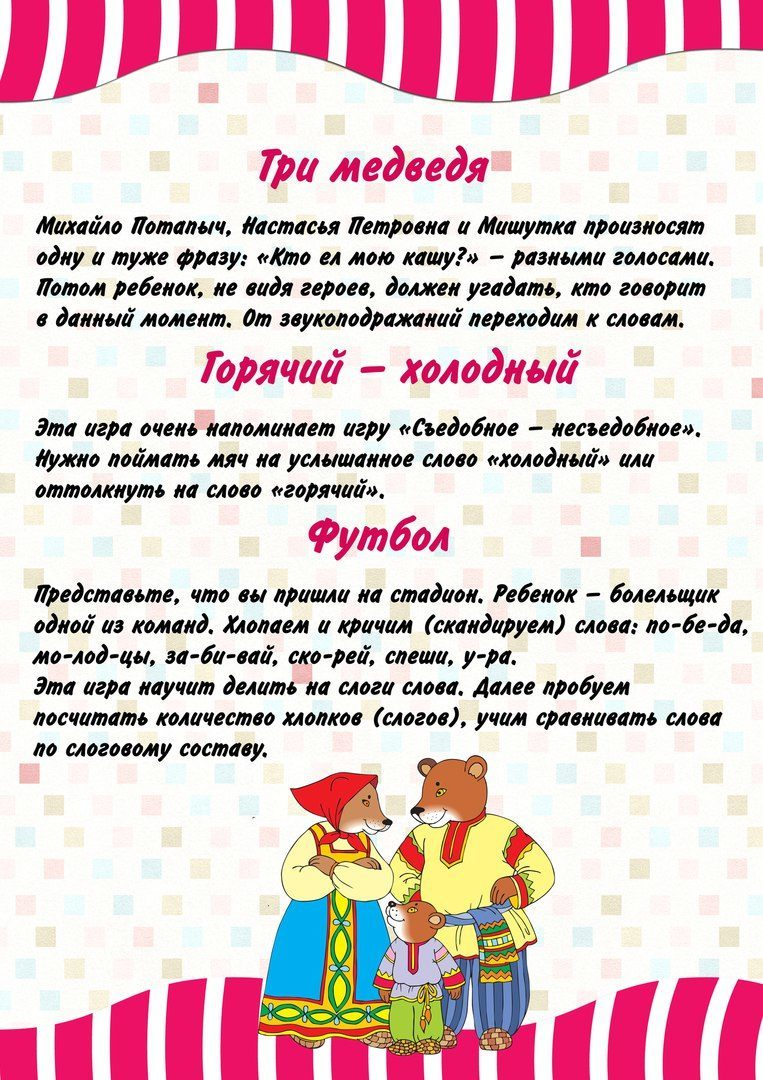 Три медведя
Михайло Потапыч, Настасья Петровна и Мишутка произносят
одну и туже фразу: «Кто ел мою кашу?» – разными голосами.
Потом ребенок, не видя героев, должен угадать, кто говорит
в данный момент. От звукоподражаний переходим к словам.
Горячий – холодный
Эта игра очень напоминает игру «Съедобное – несъедобное».
Нужно поймать мяч на услышанное слово «холодный» или
оттолкнуть на слово «горячий».
Футбол
Представьте, что вы пришли на стадион. Ребенок – болельщик
одной из команд. Хлопаем и кричим (скандируем) слова: по-бе-да,
мо-лод-цы, за-би-вай, ско-рей, спеши, у-ра.
Эта игра научит делить на слоги слова. Далее пробуем
посчитать количество хлопков (слогов), учим сравнивать слова
по слоговому составу.